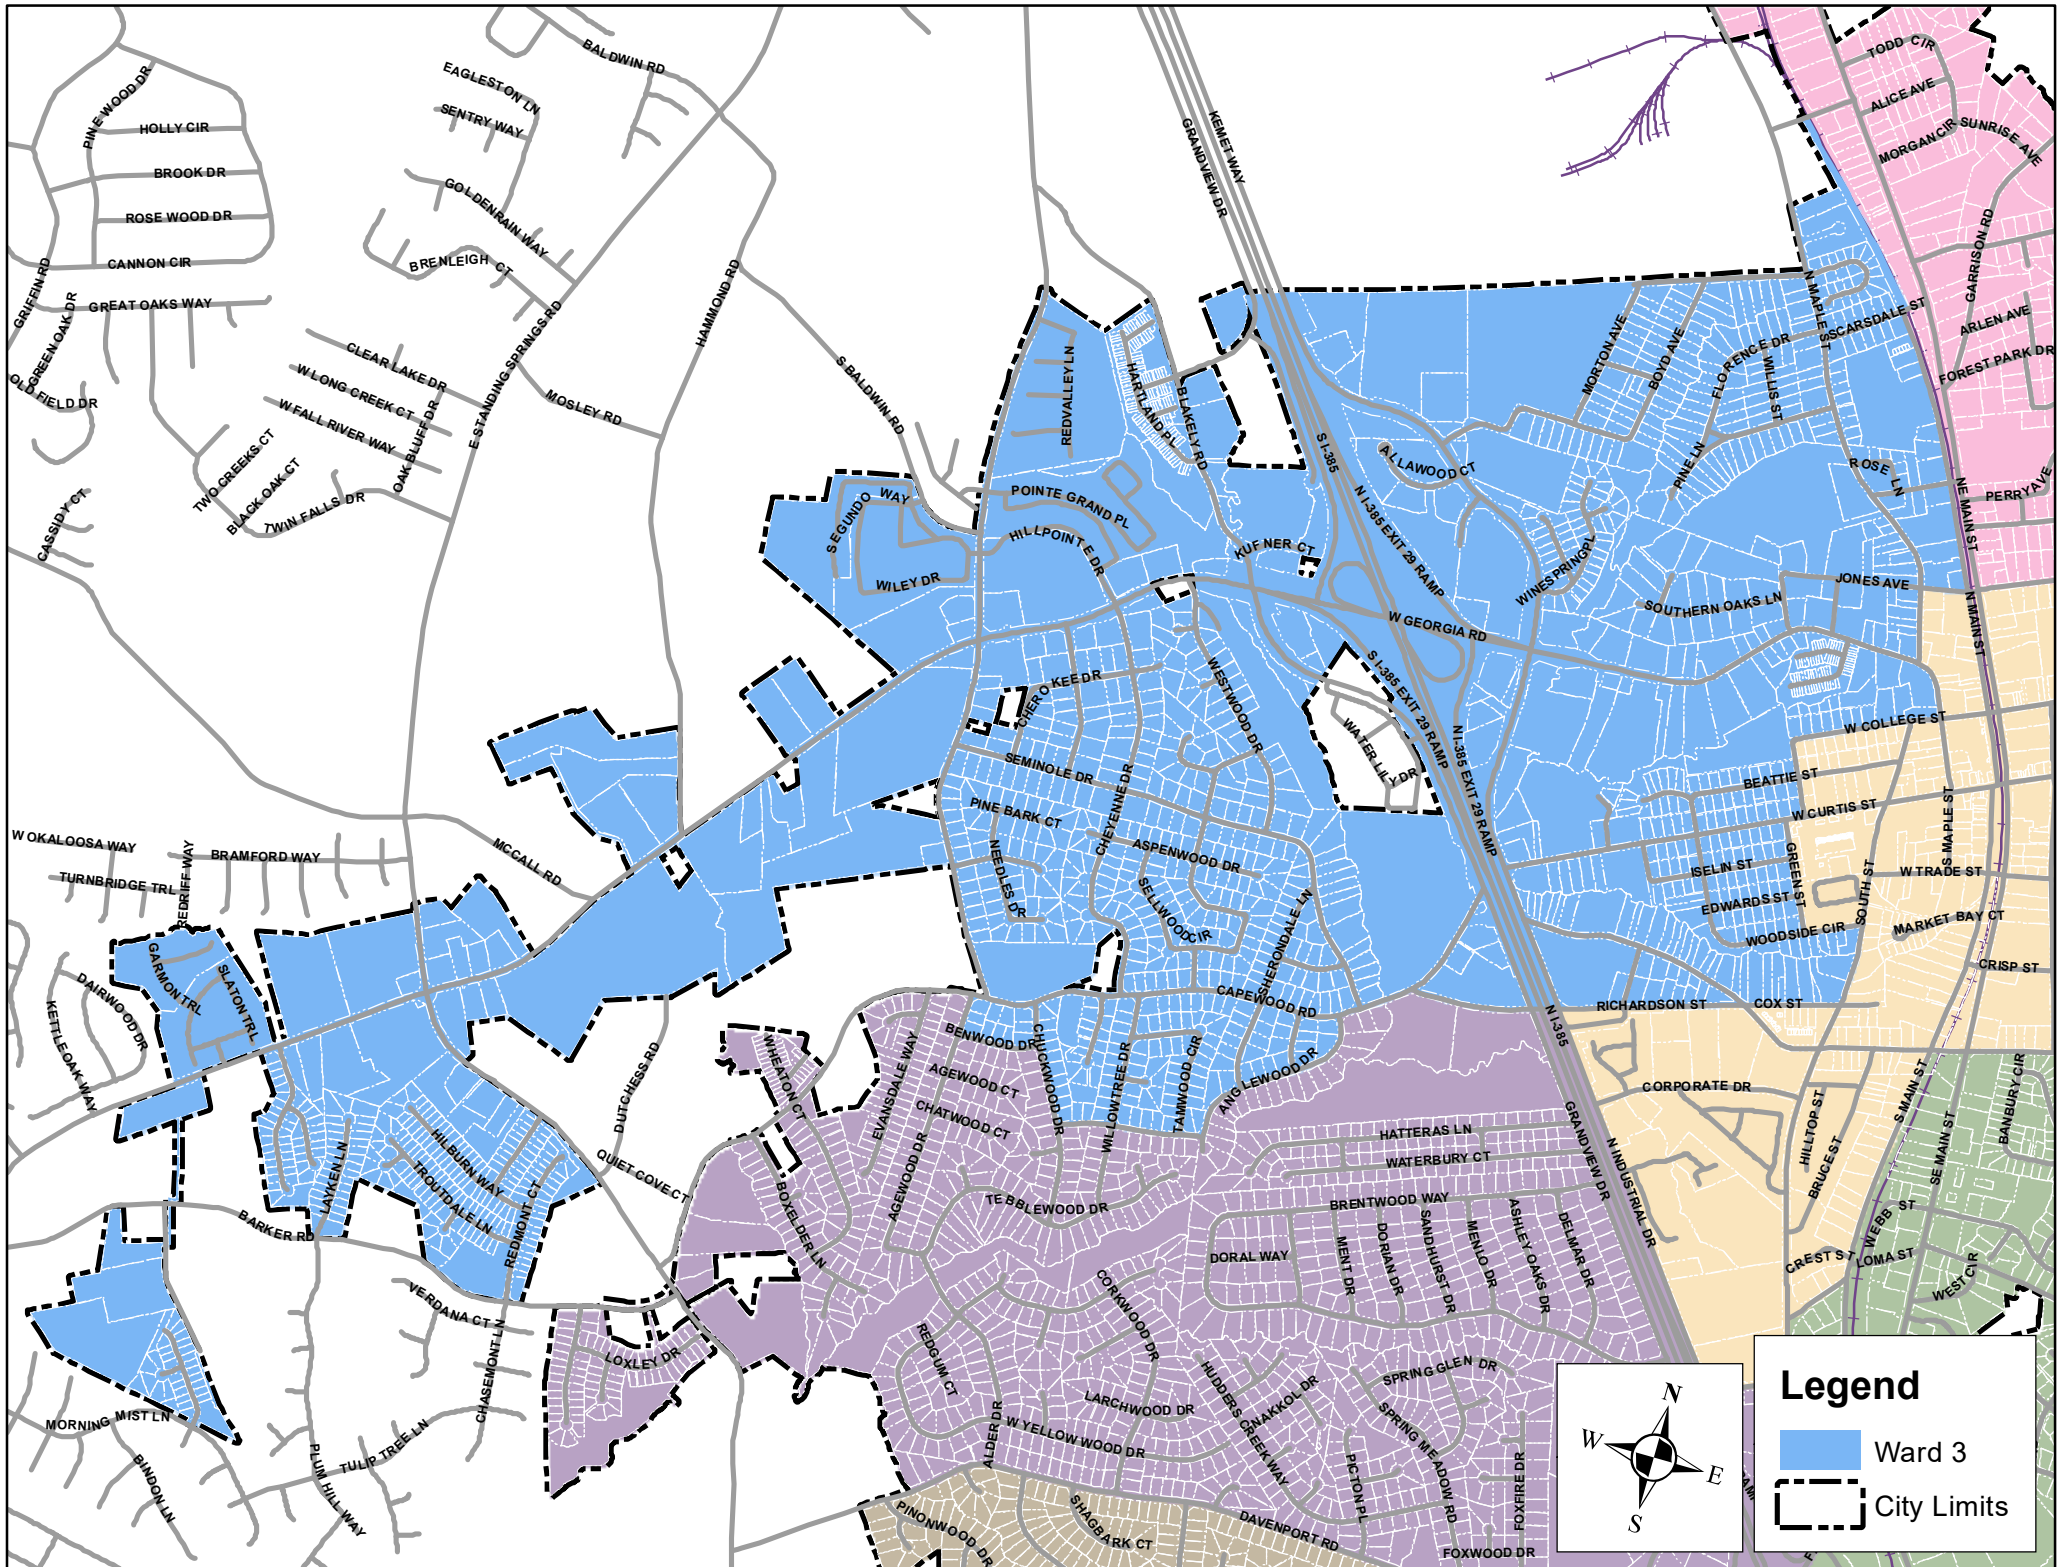 BALDWIN RD
EAGLESTON LN
SENTRY WAY
PINE WOOD DR
HOLLY CIR
BROOK DR
ROSE WOOD DR
CANNON CIR
GREAT OAKS WAY
GRIFFIN RD
GREEN OAK DR
OLD FIELD DR
GOLDENRAIN WAY
BRENLEIGH CT
CLEAR LAKE DR
W LONG CREEK CT
W FALL RIVER WAY
OAK BLUFF DR
E STANDING SPRINGS RD
TWO CREEKS CT
BLACK OAK CT
TWIN FALLS DR
CASSIDY CT
HAMMOND RD
MOSLEY RD
S BALDWIN RD
GRANDVIEW DR
KEMET WAY
TODD CIR
ALICE AVE
MORGAN CIR
SUNRISE AVE
GARRISON RD
ARLEN AVE
FOREST PARK DR
PERRY AVE
NE MAIN ST
N MAIN ST
N MAPLE ST
SCARSDALE ST
FLORENCE DR
WILLIS ST
MORTON AVE
BOYD AVE
PINE LN
ROSE LN
JONES AVE
SOUTHERN OAKS LN
WINESPRING PL
ALLAWOOD CT
S I-385
N I-385 EXIT 29 RAMP
W GEORGIA RD
S I-385 EXIT 29 RAMP
N I-385 EXIT 29 RAMP
WATER LILY DR
REDVALLEY LN
HARTLAND PL
BLAKELY RD
POINTE GRAND PL
HILLPOINTE DR
KUFNER CT
SEGUNDO WAY
WILEY DR
CHEROKEE DR
WESTWOOD DR
SEMINOLE DR
CHEYENNE DR
PINE BARK CT
ASPENWOOD DR
NEEDLES DR
SELLWOOD CIR
SHERONDALE LN
CAPEWOOD RD
W COLLEGE ST
BEATTIE ST
W CURTIS ST
S MAPLE ST
GREEN ST
ISELIN ST
EDWARDS ST
WOODSIDE CIR
SOUTH ST
W TRADE ST
MARKET BAY CT
CRISP ST
RICHARDSON ST
COX ST
N I-385
CORPORATE DR
HILLTOP ST
BRUCE ST
S MAIN ST
SE MAIN ST
BANBURY CIR
WEBB ST
CREST ST
LOMA ST
WEST CIR
GRANDVIEW DR
N INDUSTRIAL DR
W OKALOOSA WAY
TURNBRIDGE TRL
REDRIFF WAY
BRAMFORD WAY
MCCALL RD
GARMON TRL
SLATON TRL
DAIRWOOD DR
KETTLE OAK WAY
LAYKEN LN
HILBURN WAY
TROUTDALE LN
REDMONT CT
BARKER RD
DUTCHESS RD
QUIET COVE CT
VERDANA CT
CHASEMONT LN
LOXLEY DR
MORNING MIST LN
BINDON LN
PLUM HILL WAY
TULIP TREE LN
WHEATON CT
EVANSDALE WAY
BENWOOD DR
AGEWOOD CT
CHATWOOD CT
AGEWOOD DR
CHUCKWOOD DR
WILLOWTREE DR
TAMWOOD CIR
ANGLEWOOD DR
BOXELDER LN
TEBBLEWOOD DR
HATTERAS LN
WATERBURY CT
BRENTWOOD WAY
DORAL WAY
MENT DR
DORIAN DR
SANDHURST DR
MENLO DR
ASHLEY OAKS DR
DELMAR DR
CORKWOOD DR
REDGUM CT
LARCHWOOD DR
HUDDERS CREEK WAY
SNAKKOL DR
SPRING GLEN DR
SPRING MEADOW RD
PICTON PL
FOXFIRE DR
FOXWOOD DR
ALDER DR
W YELLOW WOOD DR
DAVENPORT RD
SHAGBARK CT
PINONWOOD DR
N
W
E
S
Legend
Ward 3
City Limits